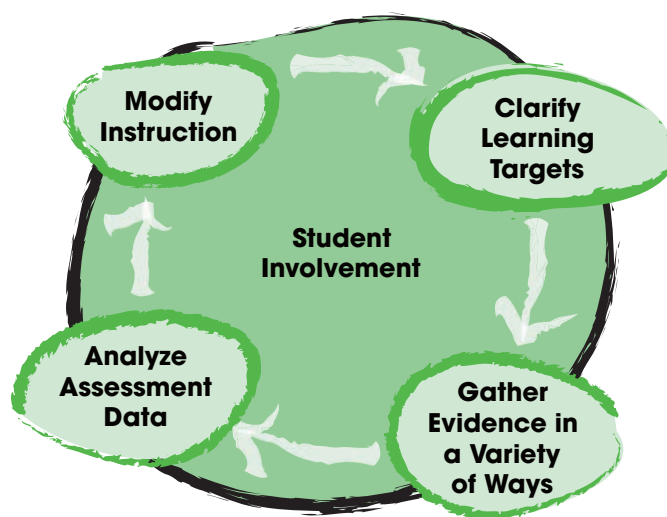 Modify
Instruction
Clarify
Learning
Targets
Student
Involvement
Analyze
Assessment
Data
Gather
Evidence in
a Variety
of Ways